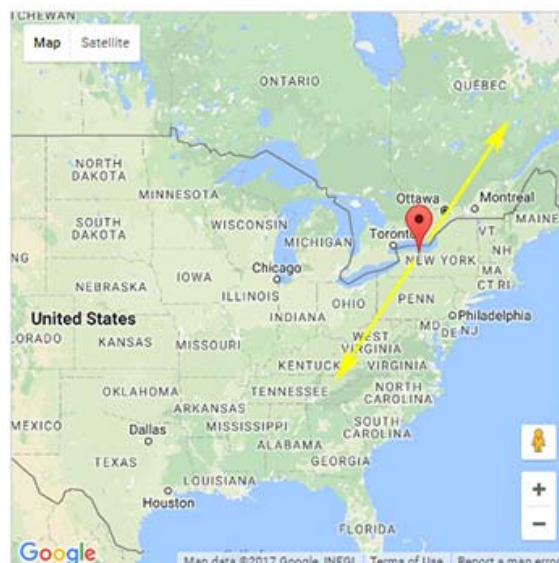 TCHEWAN
Map Satellite
ONTARIO
QUEBEC
NORTH
DAKOTA
MINNESOTA
Ottawa
Montreal
MAINE
SOUTH
DAKOTA
WISCONSIN
MICHIGAN
Toronto
VT
NH
NG
NEW YORK
Chicago
MA
CT RI
NEBRASKA
IOWA
ILLINOIS
INDIANA
OHIO
PENN
United States
Philadelphia
MD
DE NJ
LORADO
KANSAS
MISSOURI
WEST
VIRGINIA
KENTUCK
VIRGINIA
OKLAHOMA
TENNESSEE
NORTH
CAROLINA
ARKANSAS
MEXICO
MISSISSIPPI
SOUTH
CAROLINA
Dallas
ALABAMA
TEXAS
GEORGIA
LOUISIANA
Houston
FLORIDA
+
−
Google
Map data ©2017 Google, INEGI Terms of Use Report a map error